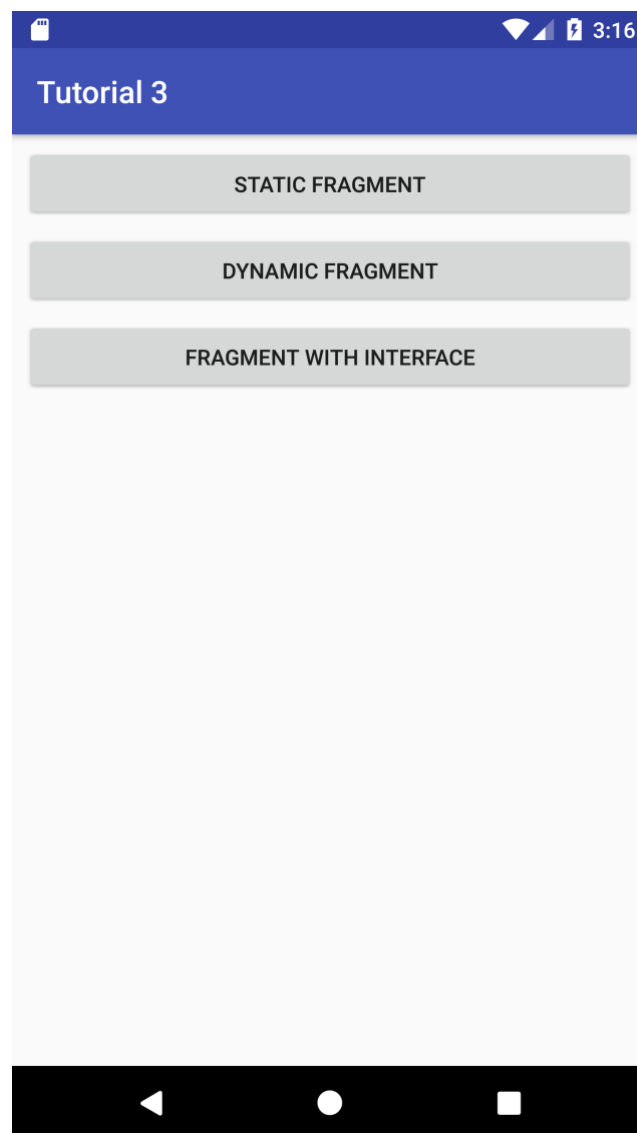 3:16
Tutorial 3
STATIC FRAGMENT
DYNAMIC FRAGMENT
FRAGMENT WITH INTERFACE